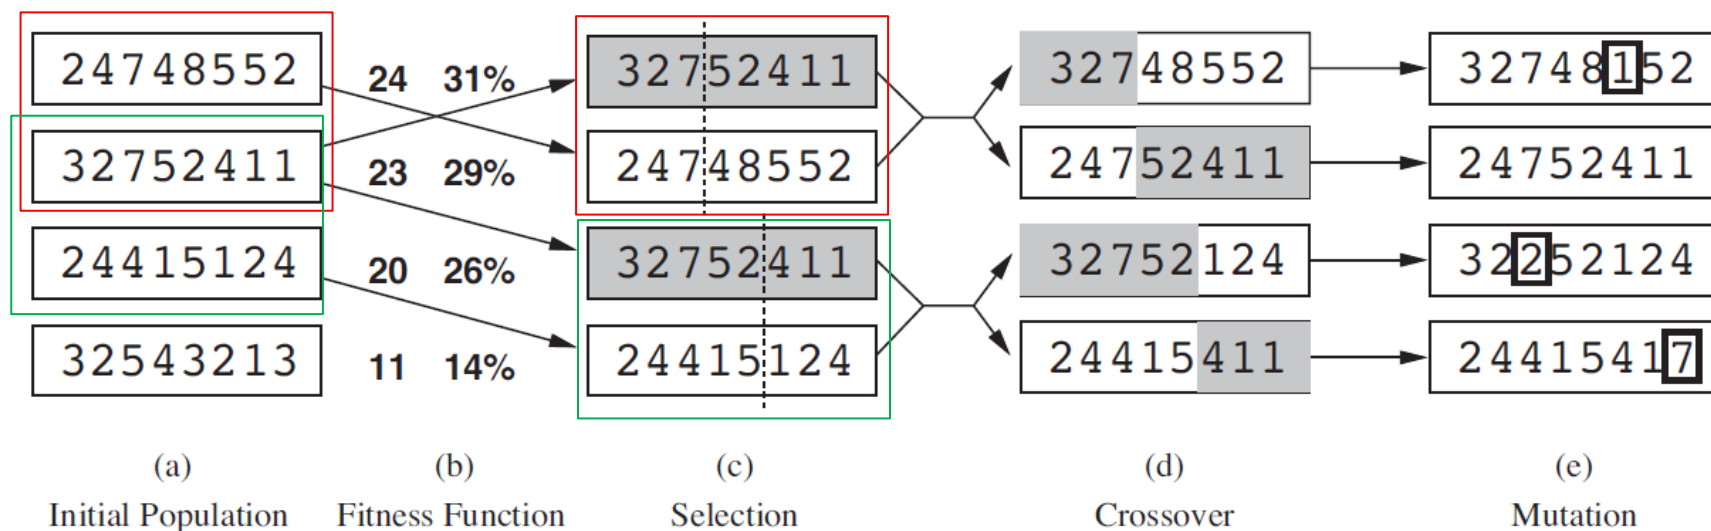 24748552 24 31% 32752411 32748552 32748152
32752411 23 29% 24748552 24752411 24752411
24415124 20 26% 32752411 32752124 32252124
32543213 11 14% 24415124 24415411 24415417
(a) (b) (c) (d) (e)
Initial Population Fitness Function Selection Crossover Mutation